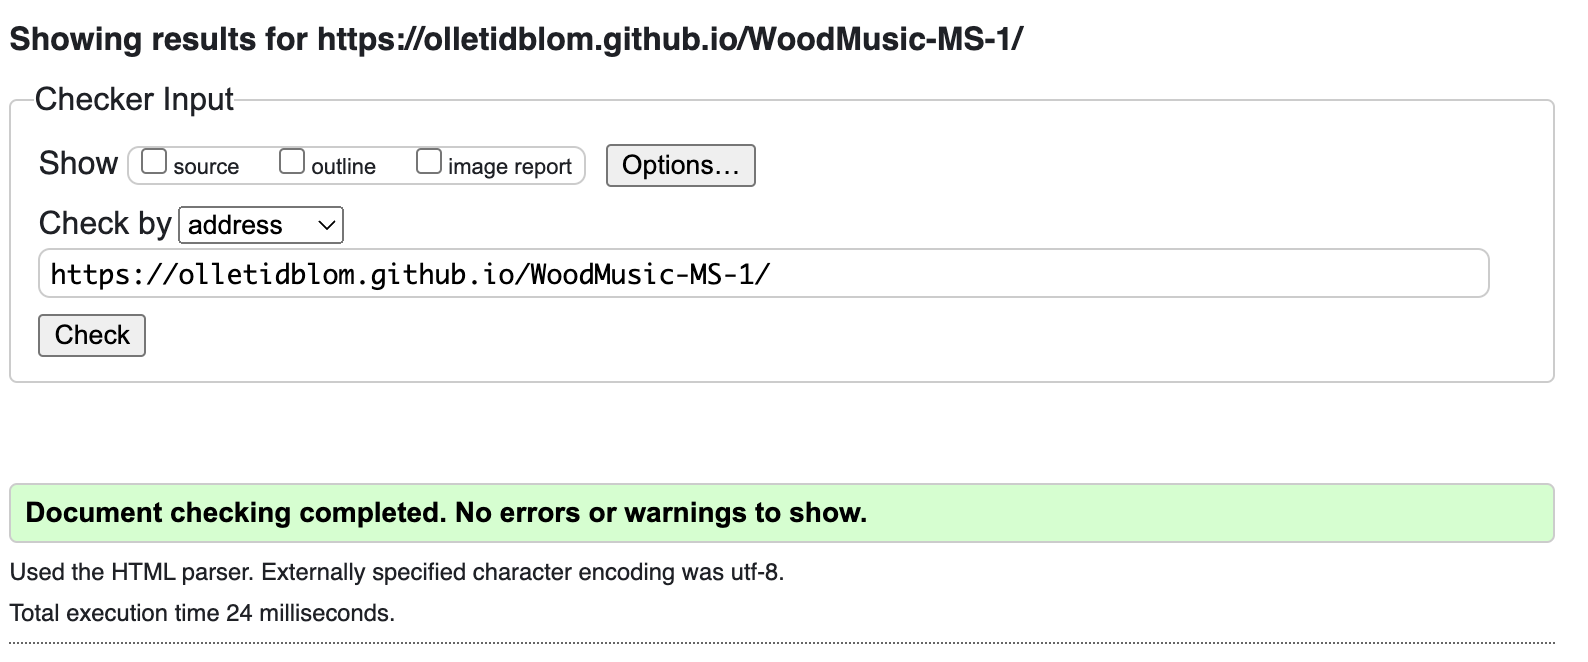 Showing results for https://olletidblom.github.io/WoodMusic-MS-1/
Checker Input
Show source outline image report Options...
Check by address
https://olletidblom.github.io/WoodMusic-MS-1/
Check
Document checking completed. No errors or warnings to show.
Used the HTML parser. Externally specified character encoding was utf-8.
Total execution time 24 milliseconds.